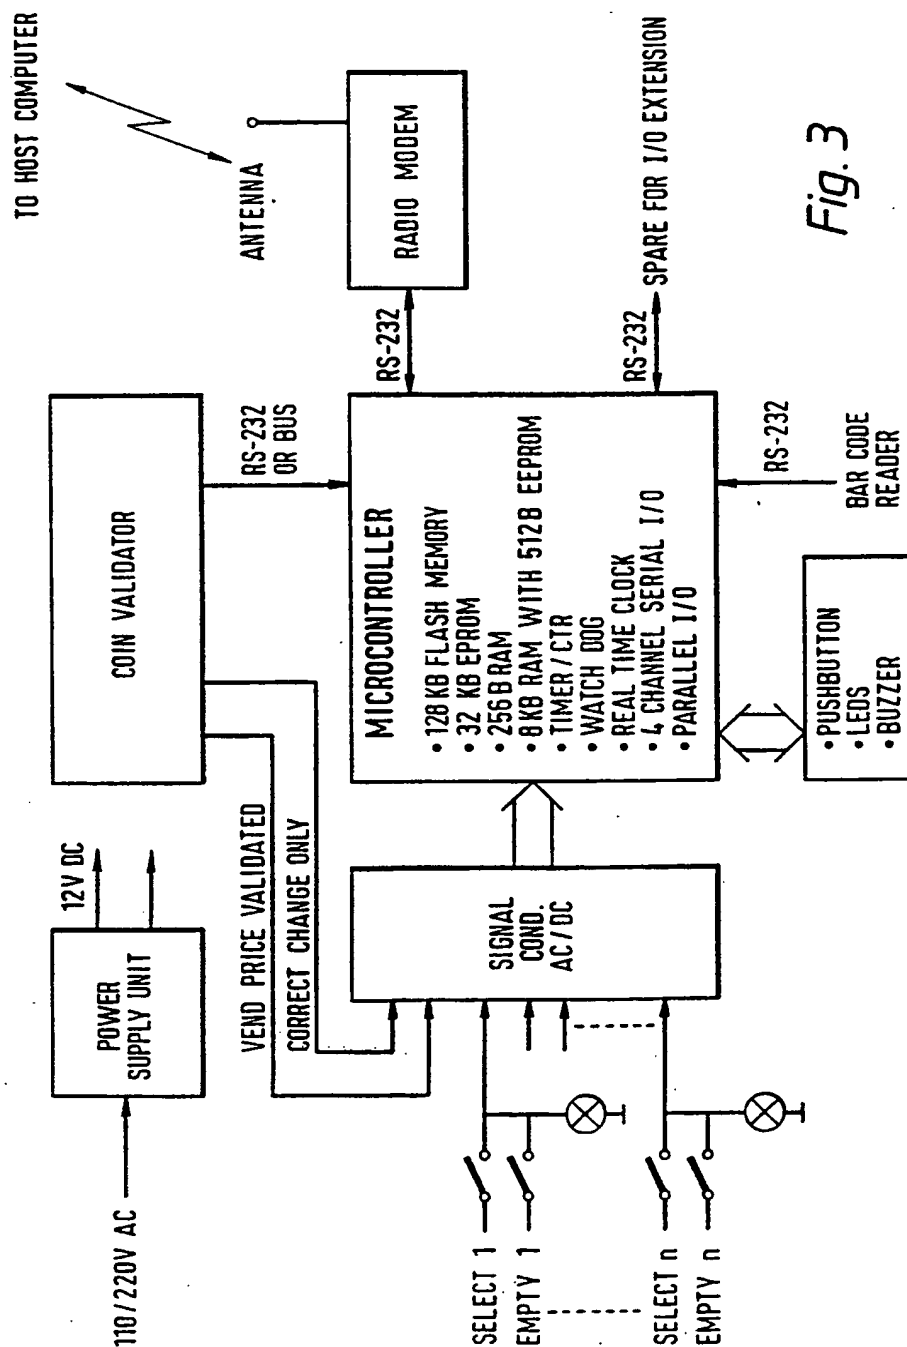 110/220V AC
POWER
SUPPLY UNIT
12V DC
COIN VALIDATOR
TO HOST COMPUTER
ANTENNA
VEND PRICE VALIDATED
CORRECT CHANGE ONLY
RS-232
OR BUS
RS-232
RADIO MODEM
SELECT 1
EMPTY 1
SELECT n
EMPTY n
SIGNAL
COND.
AC/DC
MICROCONTROLLER
• 128 KB FLASH MEMORY
• 32 KB EPROM
• 256 B RAM
• 8 KB RAM WITH 512B EEPROM
• TIMER/CTR
• WATCH DOG
• REAL TIME CLOCK
• 4 CHANNEL SERIAL I/O
• PARALLEL I/O
RS-232
SPARE FOR I/O EXTENSION
• PUSHBUTTON
• LEDS
• BUZZER
RS-232
BAR CODE
READER
Fig. 3